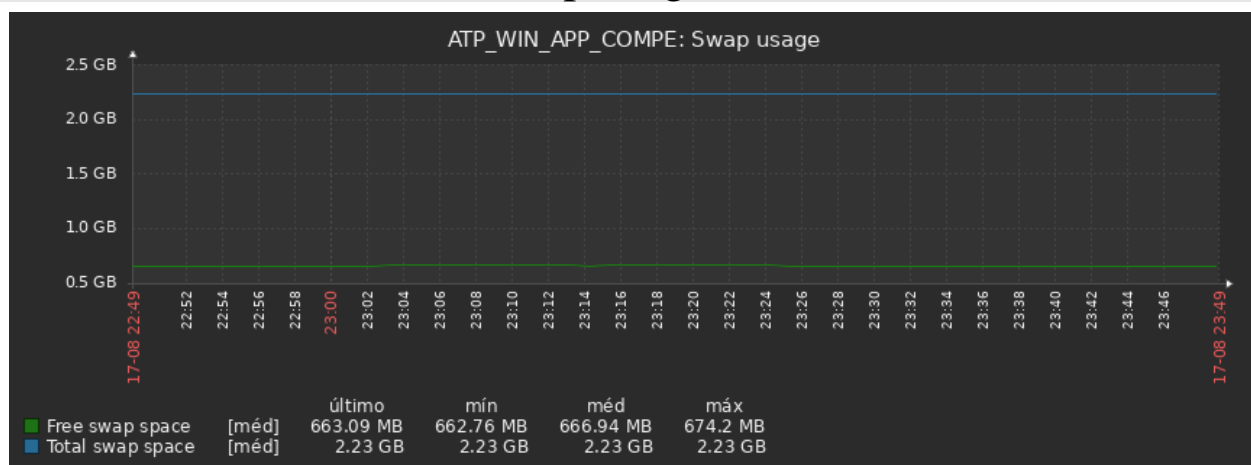 ATP_WIN_APP_COMPE: Swap usage
2.5 GB
2.0 GB
1.5 GB
1.0 GB
0.5 GB
17-08 22:49 22:52 22:54 22:56 22:58 23:00 23:02 23:04 23:06 23:08 23:10 23:12 23:14 23:16 23:18 23:20 23:22 23:24 23:26 23:28 23:30 23:32 23:34 23:36 23:38 23:40 23:42 23:44 23:46 17-08 23:49
último mín méd máx
Free swap space [méd] 663.09 MB 662.76 MB 666.94 MB 674.2 MB
Total swap space [méd] 2.23 GB 2.23 GB 2.23 GB 2.23 GB